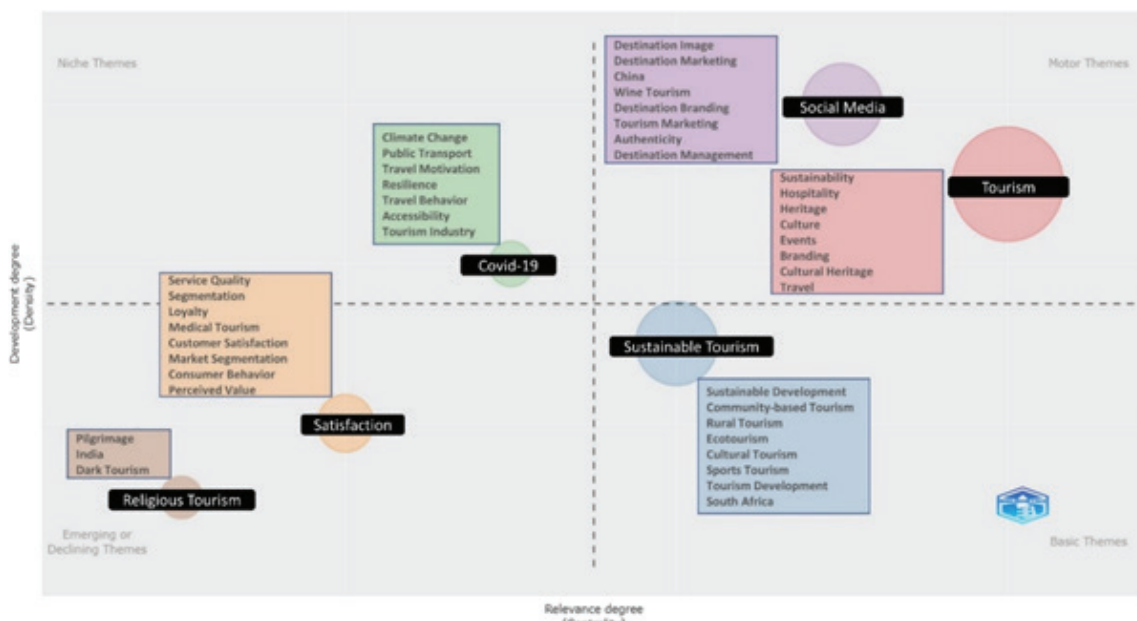 Niche Themes
Motor Themes
Destination Image
Destination Marketing
China
Wine Tourism
Destination Branding
Tourism Marketing
Authenticity
Destination Management
Social Media
Climate Change
Public Transport
Travel Motivation
Resilience
Travel Behavior
Accessibility
Tourism Industry
Covid-19
Sustainability
Hospitality
Heritage
Culture
Events
Branding
Cultural Heritage
Travel
Tourism
Development degree
(Density)
Service Quality
Segmentation
Loyalty
Medical Tourism
Customer Satisfaction
Market Segmentation
Consumer Behavior
Perceived Value
Satisfaction
Sustainable Tourism
Sustainable Development
Community-based Tourism
Rural Tourism
Ecotourism
Cultural Tourism
Sports Tourism
Tourism Development
South Africa
Pilgrimage
India
Dark Tourism
Religious Tourism
Emerging or
Declining Themes
Basic Themes
Relevance degree